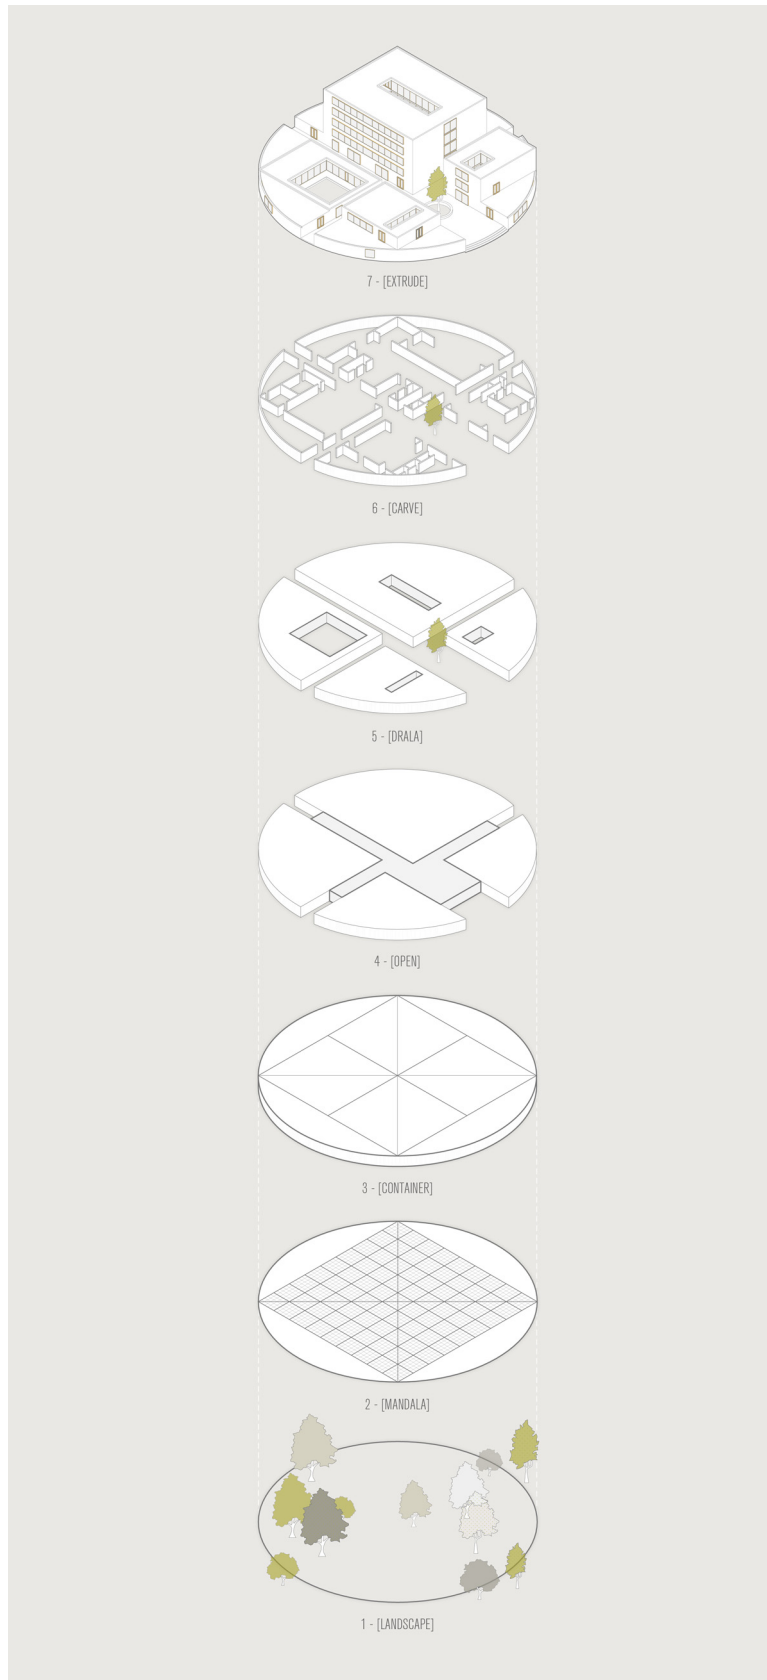 7 - [EXTRUDE]
6 - [CARVE]
5 - [DRALA]
4 - [OPEN]
3 - [CONTAINER]
2 - [MANDALA]
1 - [LANDSCAPE]